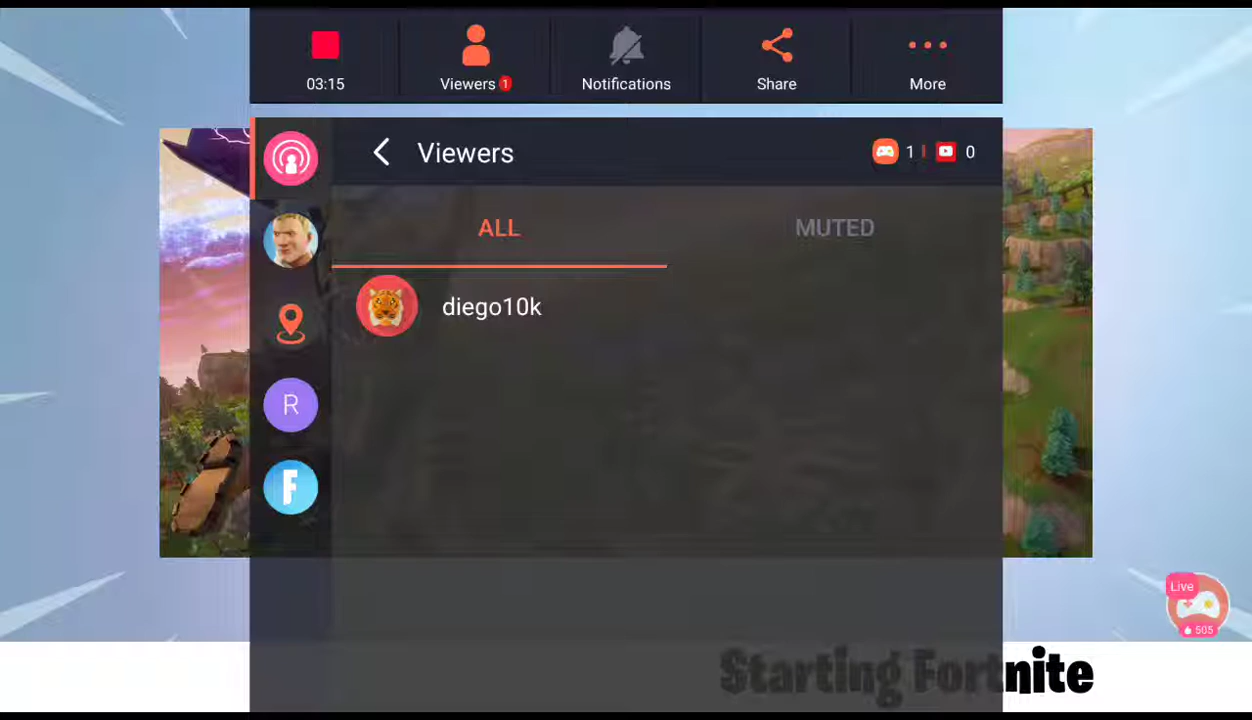 03:15
Viewers 1
Notifications
Share
More
Viewers
1
0
ALL
MUTED
diego10k
R
F
Live
505
Starting Fortnite